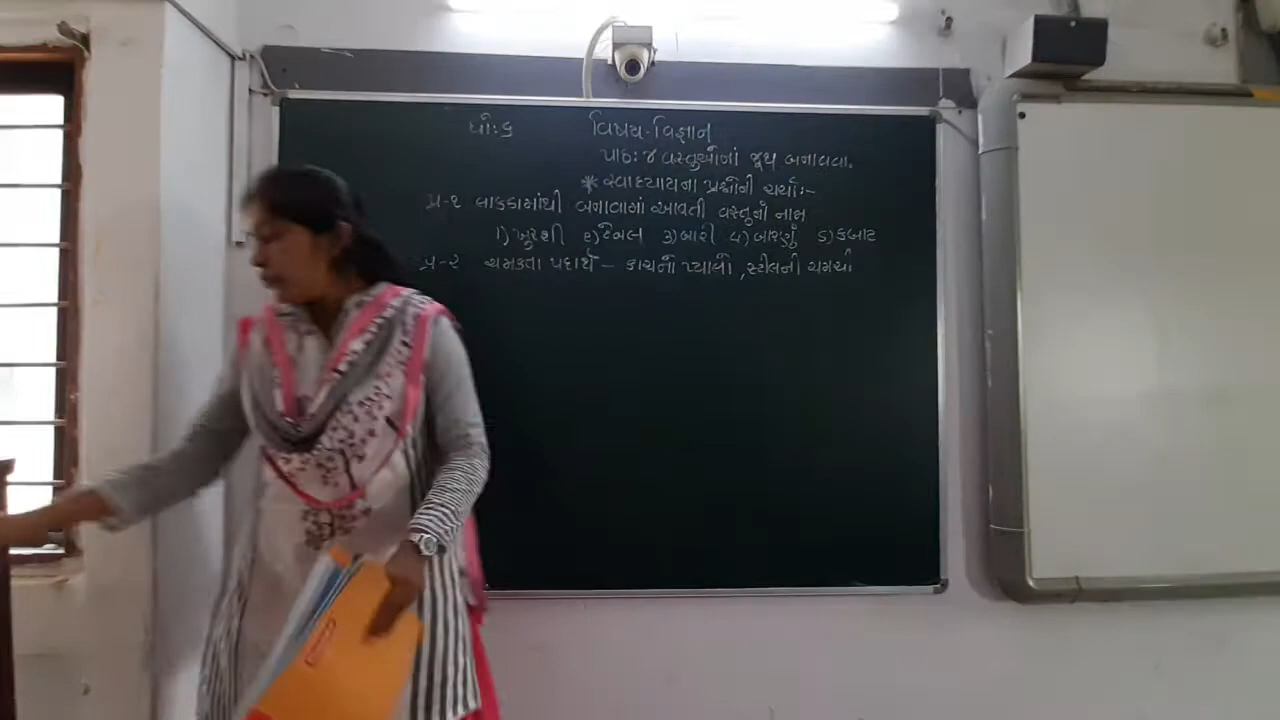 ધો:૬ વિષય-વિજ્ઞાન
પાઠ:૪ વસ્તુઓનાં જૂથ બનાવવા.
* સ્વાધ્યાયના પ્રશ્નોની ચર્ચા:-
પ્ર-૧ લાકડામાંથી બનાવામાં આવતી વસ્તુનો નામ
૧) ખુરશી ૨) ટેબલ ૩) બારી ૪) બારણું ૫) કબાટ
પ્ર-૨ ચમકતા પદાર્થ - કાચનો પ્યાલો, સ્ટીલની ચમચી